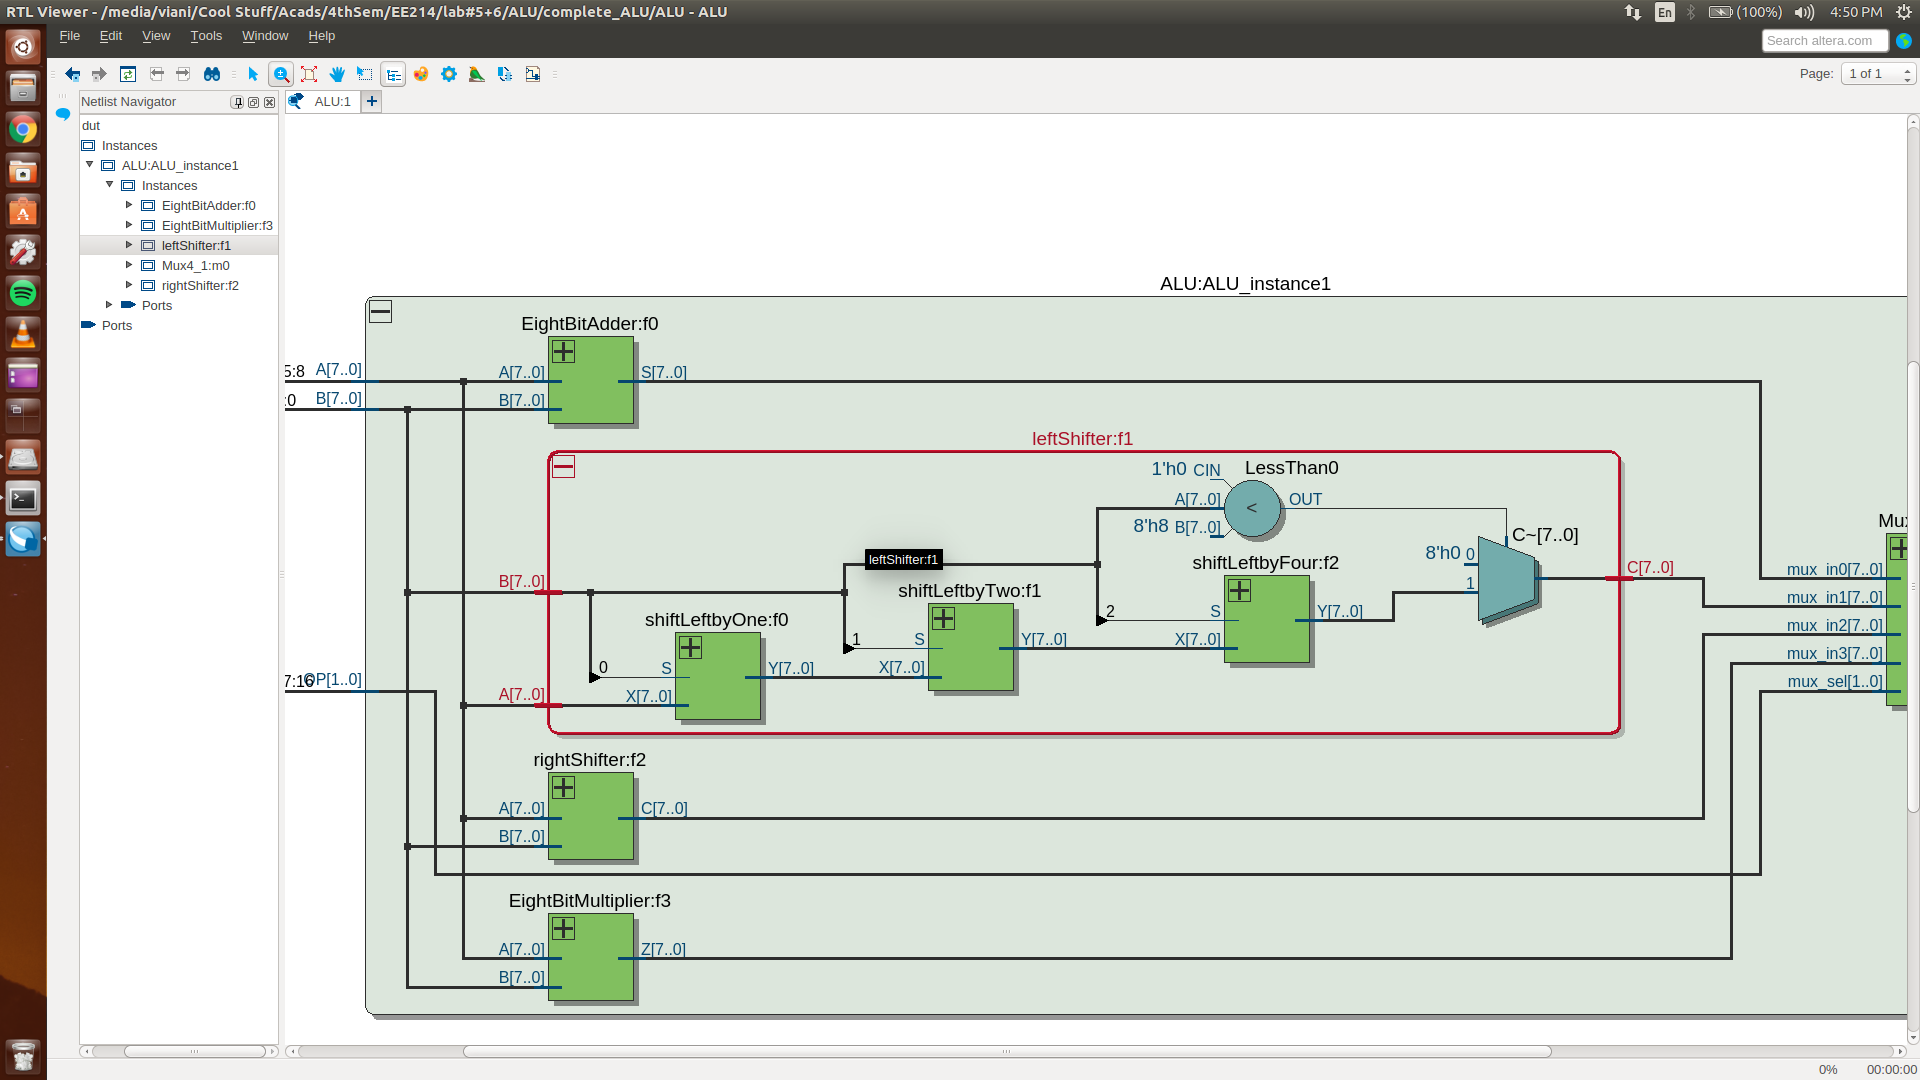 RTL Viewer - /media/viani/Cool Stuff/Acads/4thSem/EE214/lab#5+6/ALU/complete_ALU/ALU - ALU
En (100%) 4:50 PM
File Edit View Tools Window Help
Search altera.com
Page: 1 of 1
Netlist Navigator
ALU:1
dut
Instances
ALU:ALU_instance1
Instances
EightBitAdder:f0
EightBitMultiplier:f3
leftShifter:f1
Mux4_1:m0
rightShifter:f2
Ports
Ports
ALU:ALU_instance1
EightBitAdder:f0
5:8 A[7..0]
A[7..0] S[7..0]
:0 B[7..0]
B[7..0]
leftShifter:f1
1'h0 CIN LessThan0
A[7..0] < OUT
8'h8 B[7..0]
C~[7..0]
Mux
leftShifter:f1
8'h0 0
shiftLeftbyFour:f2
C[7..0]
mux_in0[7..0]
B[7..0]
1
shiftLeftbyTwo:f1
mux_in1[7..0]
2 S Y[7..0]
shiftLeftbyOne:f0
mux_in2[7..0]
1 S Y[7..0] X[7..0]
mux_in3[7..0]
0 S Y[7..0] X[7..0]
7:16 OP[1..0]
mux_sel[1..0]
A[7..0] X[7..0]
rightShifter:f2
A[7..0] C[7..0]
B[7..0]
EightBitMultiplier:f3
A[7..0] Z[7..0]
B[7..0]
0% 00:00:00